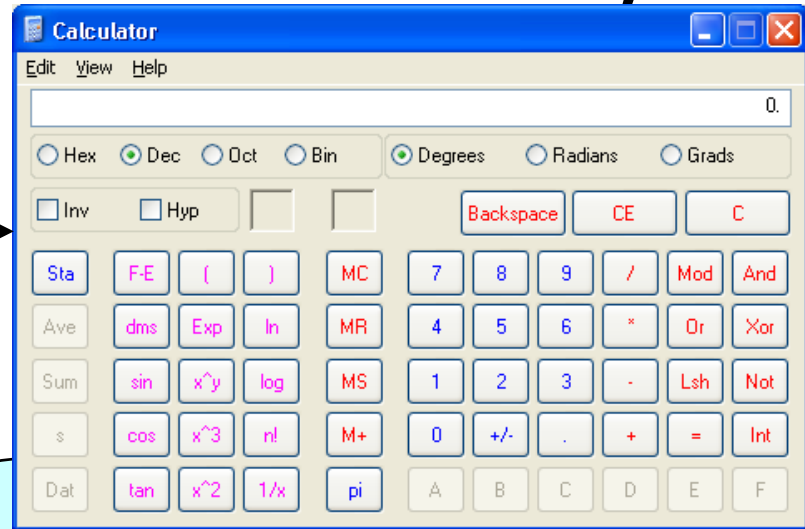 Calculator
Edit View Help
0.
Hex Dec Oct Bin Degrees Radians Grads
Inv Hyp Backspace CE C
Sta F-E ( ) MC 7 8 9 / Mod And
Ave dms Exp ln MR 4 5 6 * Or Xor
Sum sin x^y log MS 1 2 3 - Lsh Not
s cos x^3 n! M+ 0 +/- . + = Int
Dat tan x^2 1/x pi A B C D E F